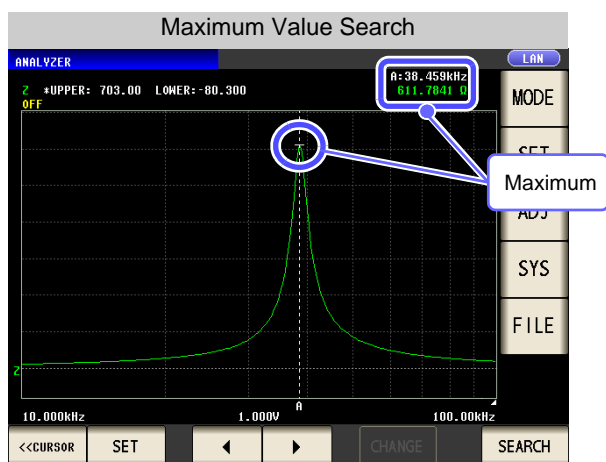 Maximum Value Search
ANALYZER
LAN
A:38.459kHz
Z *UPPER: 703.00 LOWER:-80.300
611.7841 Ω
OFF
MODE
SET
Maximum
ADJ
SYS
FILE
Z
A
10.000kHz 1.000V 100.00kHz
<<CURSOR SET CHANGE SEARCH